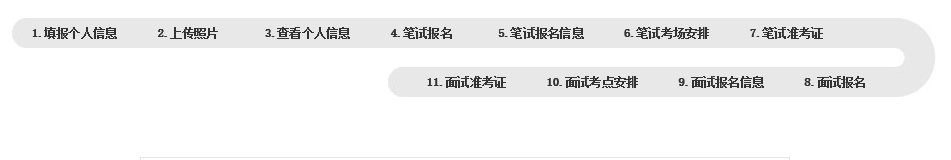 1. 填报个人信息 2. 上传照片 3. 查看个人信息 4. 笔试报名 5. 笔试报名信息 6. 笔试考场安排 7. 笔试准考证
11. 面试准考证 10. 面试考点安排 9. 面试报名信息 8. 面试报名